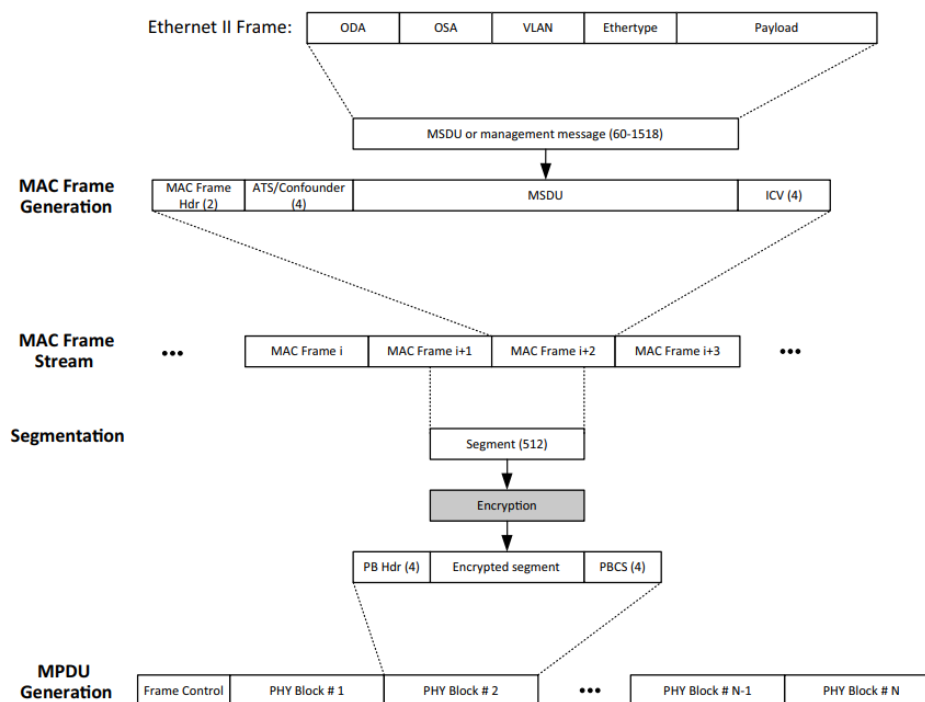 Ethernet II Frame:
ODA
OSA
VLAN
Ethertype
Payload
MSDU or management message (60-1518)
MAC Frame
Generation
MAC Frame
Hdr (2)
ATS/Confounder
(4)
MSDU
ICV (4)
MAC Frame
Stream
•••
MAC Frame i
MAC Frame i+1
MAC Frame i+2
MAC Frame i+3
•••
Segmentation
Segment (512)
Encryption
PB Hdr (4)
Encrypted segment
PBCS (4)
MPDU
Generation
Frame Control
PHY Block # 1
PHY Block # 2
•••
PHY Block # N-1
PHY Block # N